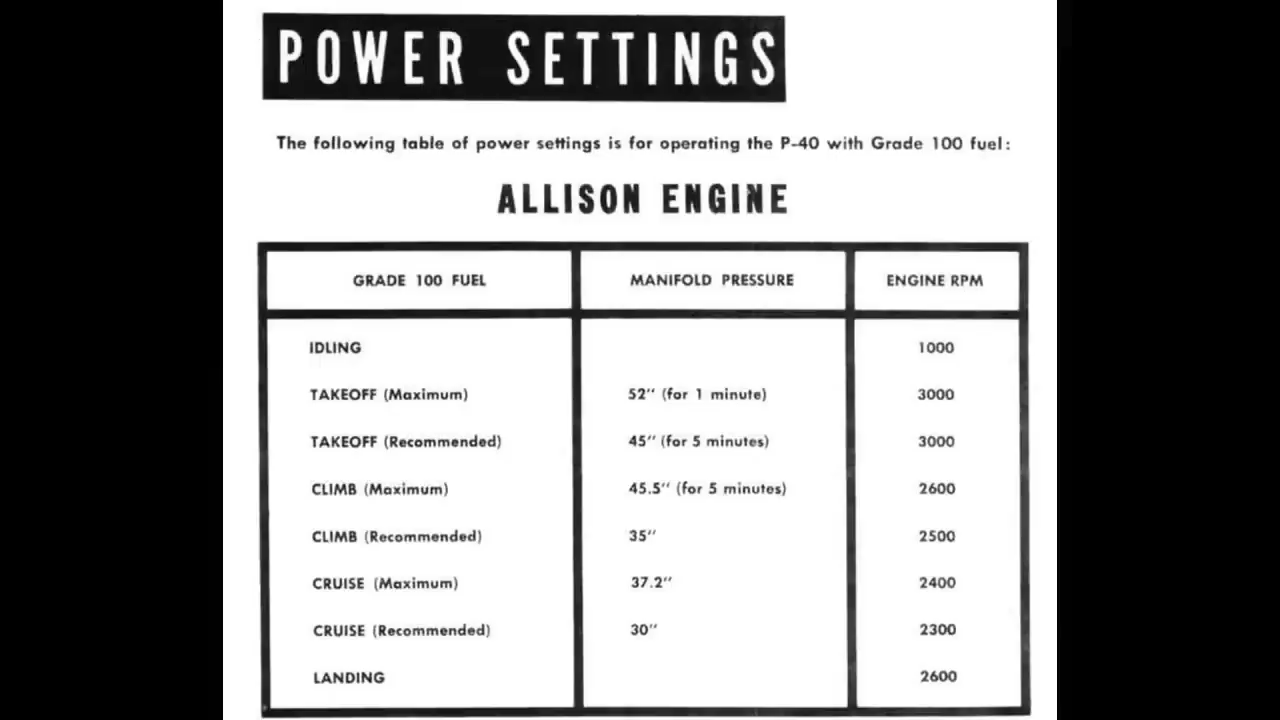 POWER SETTINGS
The following table of power settings is for operating the P-40 with Grade 100 fuel:
ALLISON ENGINE
GRADE 100 FUEL MANIFOLD PRESSURE ENGINE RPM
IDLING 1000
TAKEOFF (Maximum) 52" (for 1 minute) 3000
TAKEOFF (Recommended) 45" (for 5 minutes) 3000
CLIMB (Maximum) 45.5" (for 5 minutes) 2600
CLIMB (Recommended) 35" 2500
CRUISE (Maximum) 37.2" 2400
CRUISE (Recommended) 30" 2300
LANDING 2600